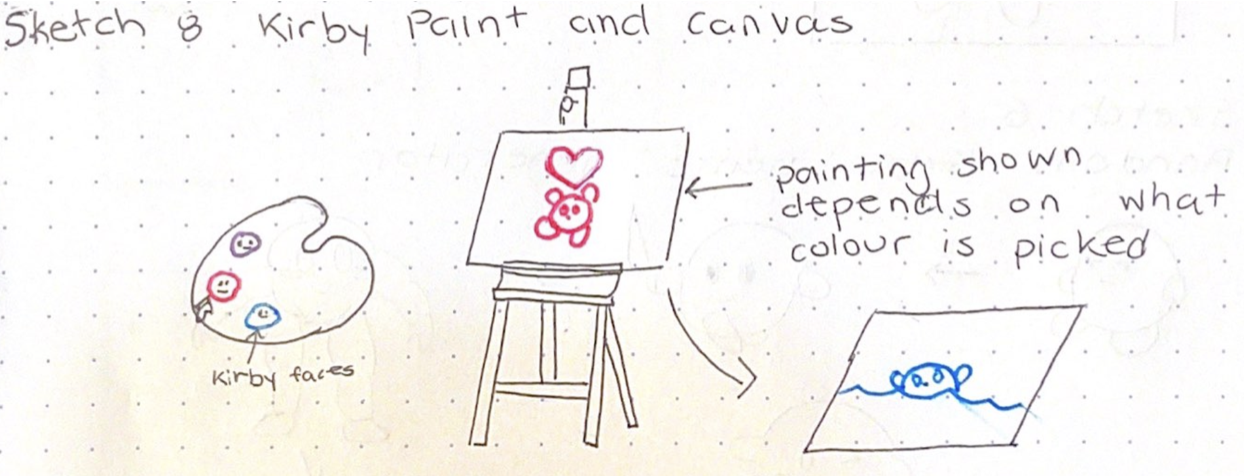 Sketch 8 Kirby Paint and Canvas
painting shown
depends on what
colour is picked
Kirby faces